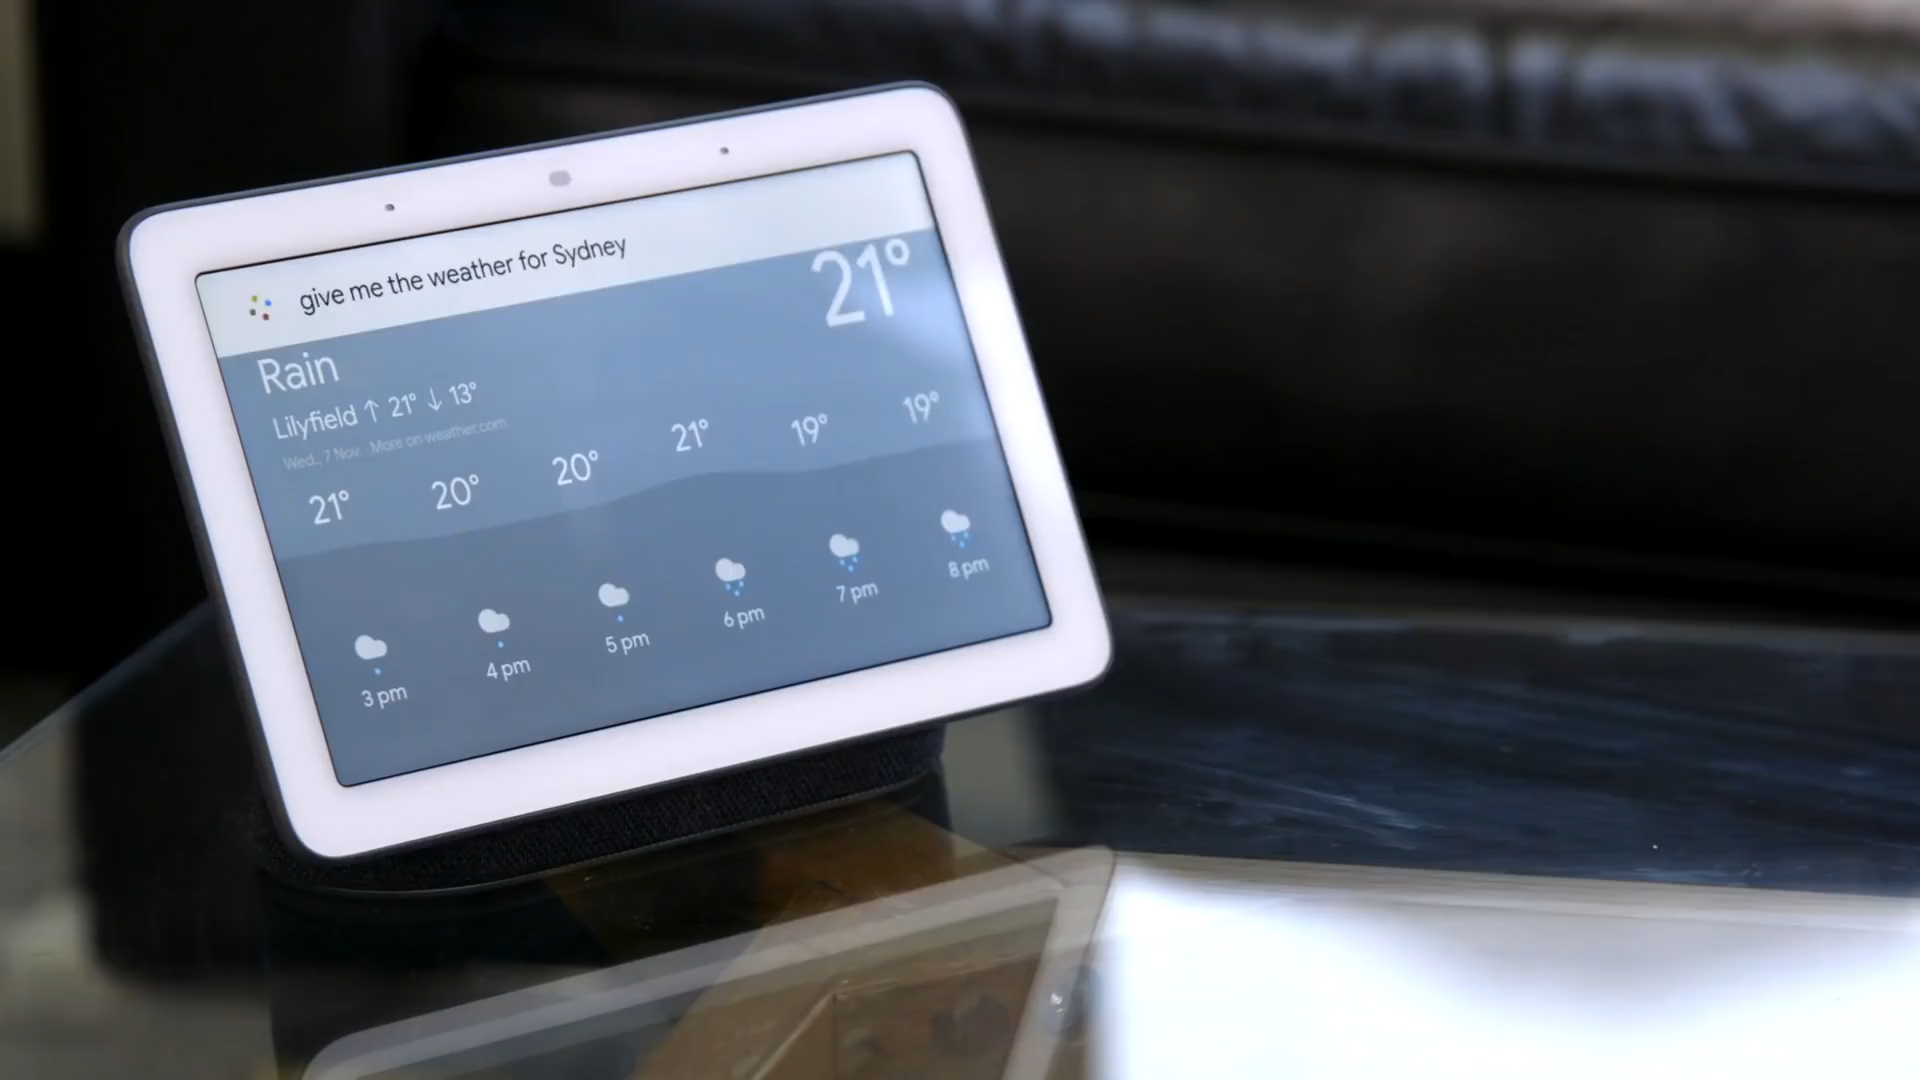 give me the weather for Sydney
21°
Rain
Lilyfield ↑ 21° ↓ 13°
Wed., 7 Nov. More on weather.com
21° 20° 20° 21° 19° 19°
3 pm 4 pm 5 pm 6 pm 7 pm 8 pm